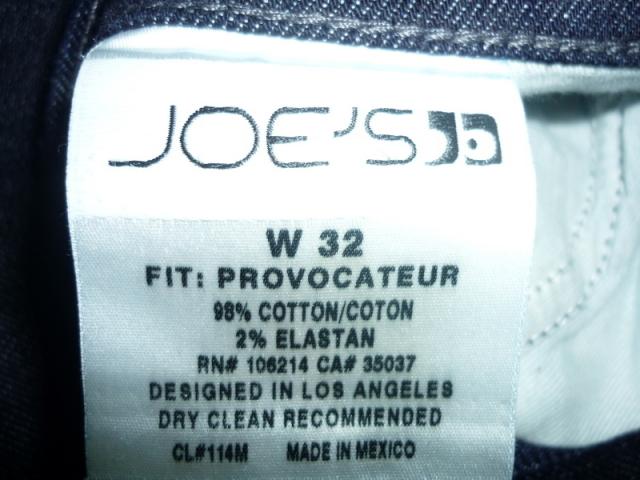 JOE'S
W 32
FIT: PROVOCATEUR
98% COTTON/COTON
2% ELASTAN
RN# 106214 CA# 35037
DESIGNED IN LOS ANGELES
DRY CLEAN RECOMMENDED
CL#114M MADE IN MEXICO